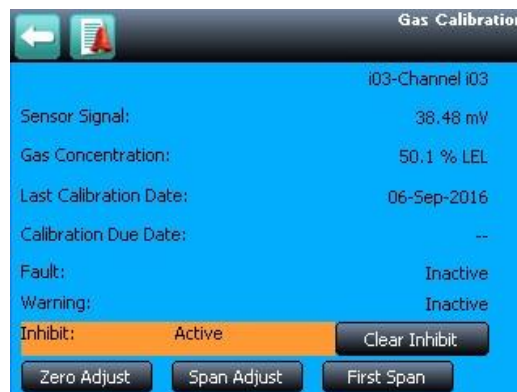 Gas Calibration
i03-Channel i03
Sensor Signal: 38.48 mV
Gas Concentration: 50.1 % LEL
Last Calibration Date: 06-Sep-2016
Calibration Due Date: --
Fault: Inactive
Warning: Inactive
Inhibit: Active Clear Inhibit
Zero Adjust Span Adjust First Span